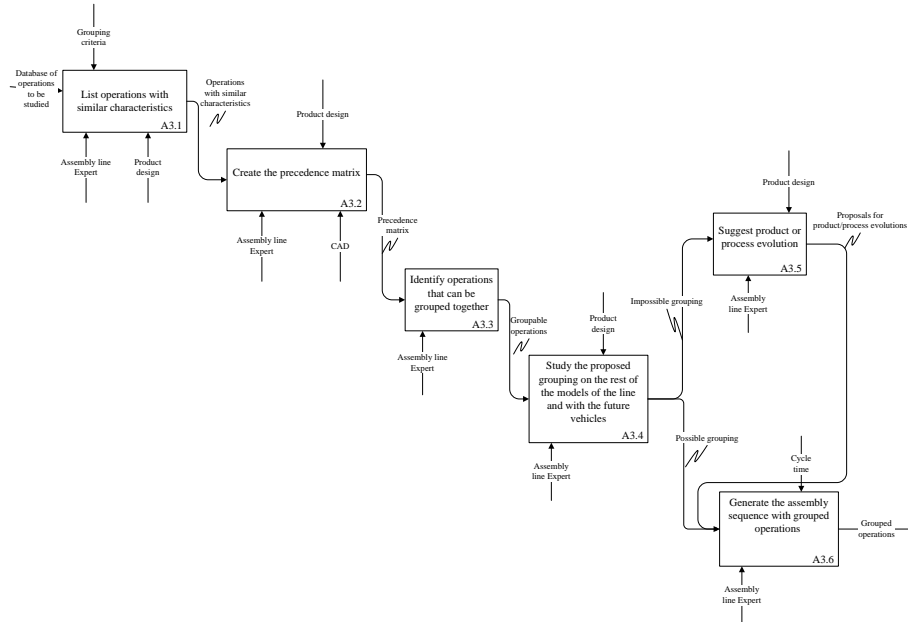 Grouping
criteria
Database of
operations
to be
studied
List operations with
similar characteristics
A3.1
Operations
with similar
characteristics
Assembly line
Expert
Product
design
Product design
Create the precedence matrix
A3.2
Assembly line
Expert
CAD
Precedence
matrix
Identify operations
that can be
grouped together
A3.3
Assembly line
Expert
Groupable
operations
Product
design
Study the proposed
grouping on the rest of
the models of the line
and with the future
vehicles
A3.4
Assembly
line Expert
Impossible grouping
Possible grouping
Product design
Suggest product or
process evolution
A3.5
Assembly
line Expert
Proposals for
product/process evolutions
Cycle
time
Generate the assembly
sequence with grouped
operations
A3.6
Assembly
line Expert
Grouped
operations